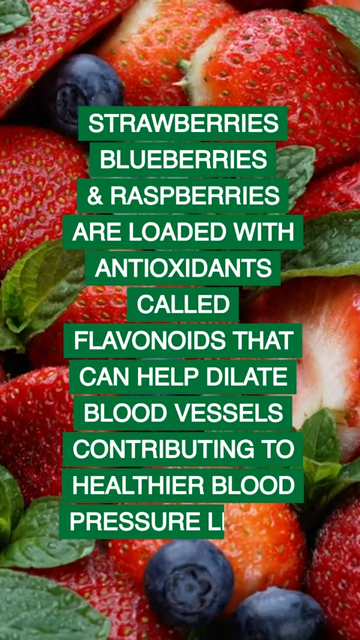 STRAWBERRIES
BLUEBERRIES
& RASPBERRIES
ARE LOADED WITH
ANTIOXIDANTS
CALLED
FLAVONOIDS THAT
CAN HELP DILATE
BLOOD VESSELS
CONTRIBUTING TO
HEALTHIER BLOOD
PRESSURE L